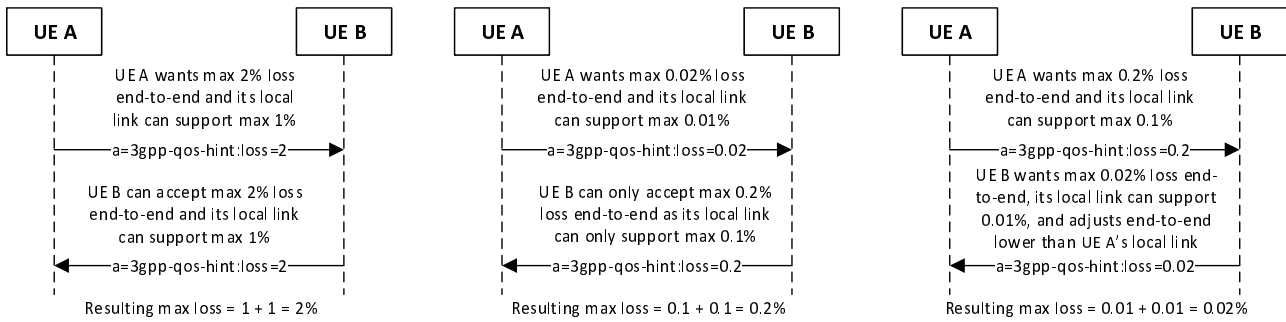 UE A
UE B
UE A wants max 2% loss
end-to-end and its local
link can support max 1%
a=3gpp-qos-hint:loss=2
UE B can accept max 2% loss
end-to-end and its local link
can support max 1%
a=3gpp-qos-hint:loss=2
Resulting max loss = 1 + 1 = 2%
UE A
UE B
UE A wants max 0.02% loss
end-to-end and its local link
can support max 0.01%
a=3gpp-qos-hint:loss=0.02
UE B can only accept max 0.2%
loss end-to-end as its local link
can only support max 0.1%
a=3gpp-qos-hint:loss=0.2
Resulting max loss = 0.1 + 0.1 = 0.2%
UE A
UE B
UE A wants max 0.2% loss
end-to-end and its local link
can support max 0.1%
a=3gpp-qos-hint:loss=0.2
UE B wants max 0.02% loss end-
to-end, its local link can support
0.01%, and adjusts end-to-end
lower than UE A's local link
a=3gpp-qos-hint:loss=0.02
Resulting max loss = 0.01 + 0.01 = 0.02%